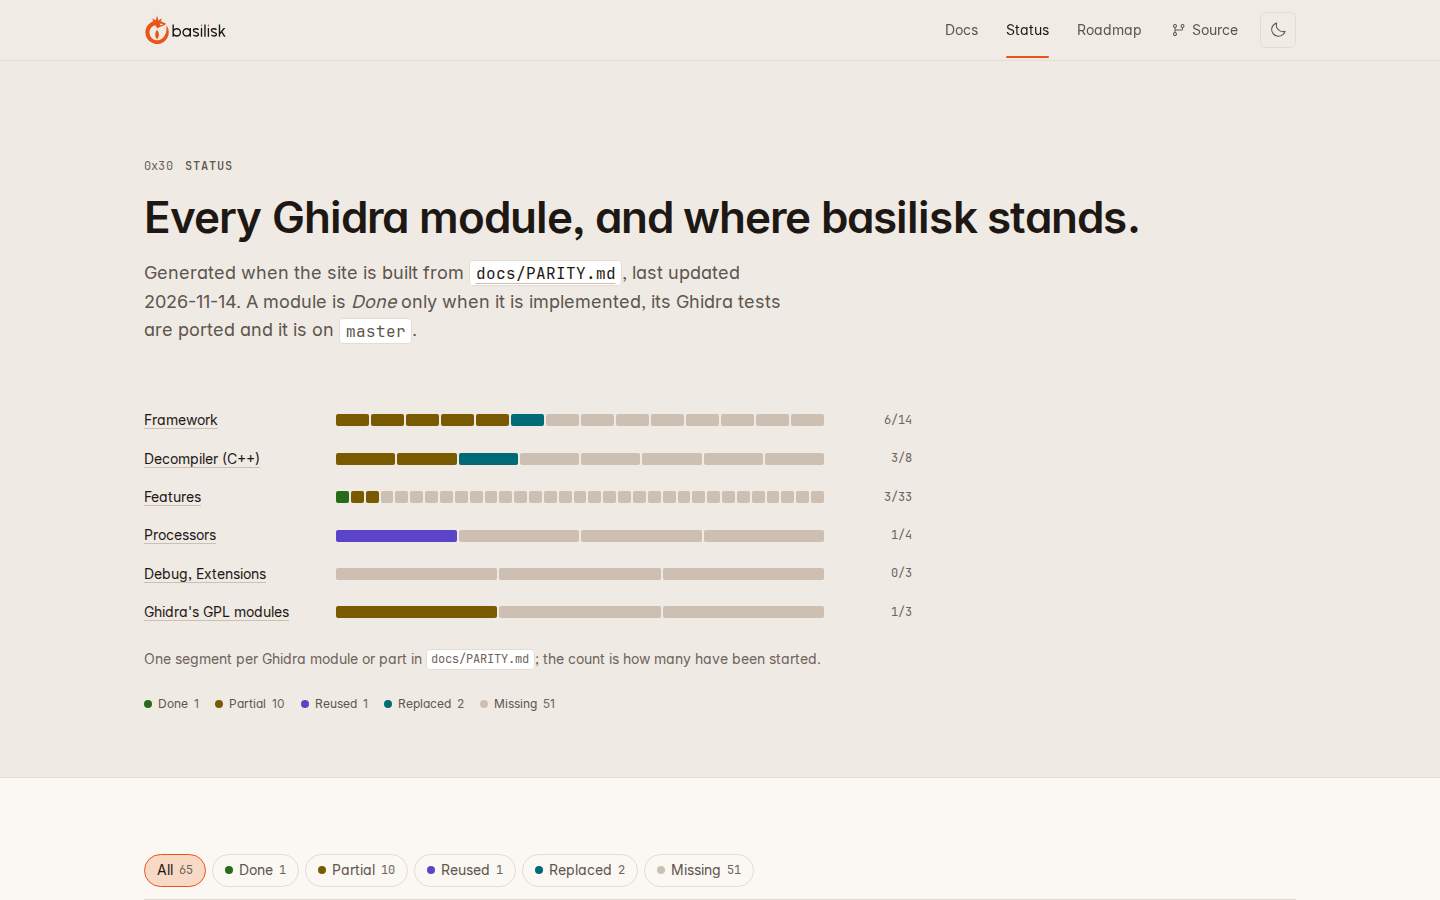 basilisk
Docs Status Roadmap Source
0x30 STATUS
Every Ghidra module, and where basilisk stands.
Generated when the site is built from docs/PARITY.md, last updated
2026-11-14. A module is Done only when it is implemented, its Ghidra tests
are ported and it is on master.
Framework 6/14
Decompiler (C++) 3/8
Features 3/33
Processors 1/4
Debug, Extensions 0/3
Ghidra's GPL modules 1/3
One segment per Ghidra module or part in docs/PARITY.md; the count is how many have been started.
Done 1 Partial 10 Reused 1 Replaced 2 Missing 51
All 65 Done 1 Partial 10 Reused 1 Replaced 2 Missing 51